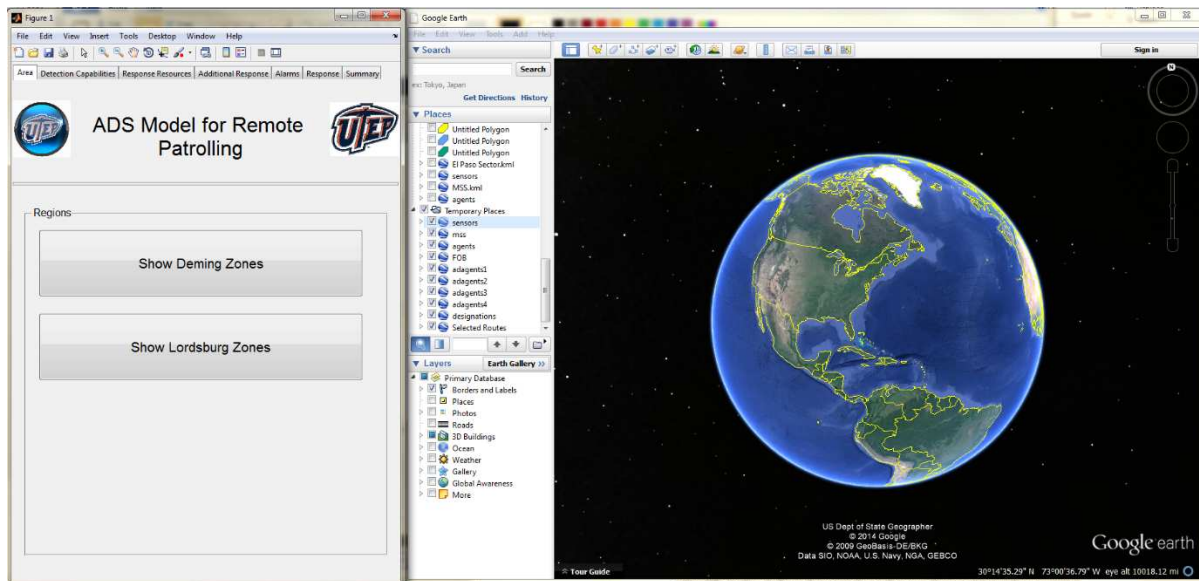 Figure 1
File Edit View Insert Tools Desktop Window Help
Area Detection Capabilities Response Resources Additional Response Alarms Response Summary
UTEP
ADS Model for Remote
Patrolling
UTEP
Regions
Show Deming Zones
Show Lordsburg Zones
Google Earth
File Edit View Tools Add Help
Search
Search
ex: Tokyo, Japan
Get Directions History
Places
Untitled Polygon
Untitled Polygon
Untitled Polygon
El Paso Sector.kml
sensors
MSS.kml
agents
Temporary Places
sensors
mss
agents
FOB
adagents1
adagents2
adagents3
adagents4
designations
Selected Routes
Layers Earth Gallery >>
Primary Database
Borders and Labels
Places
Photos
Roads
3D Buildings
Ocean
Weather
Gallery
Global Awareness
More
Sign in
N
US Dept of State Geographer
© 2014 Google
© 2009 GeoBasis-DE/BKG
Data SIO, NOAA, U.S. Navy, NGA, GEBCO
Google earth
Tour Guide
30°14'35.29" N 73°00'36.79" W eye alt 10018.12 mi